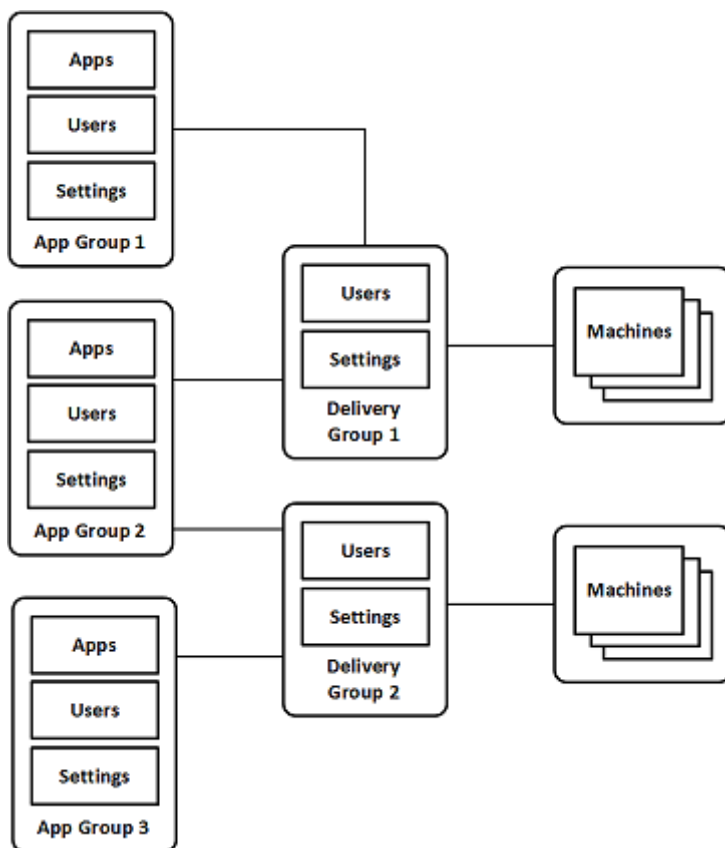 Apps
Users
Settings
App Group 1
Apps
Users
Settings
App Group 2
Apps
Users
Settings
App Group 3
Users
Settings
Delivery
Group 1
Users
Settings
Delivery
Group 2
Machines
Machines